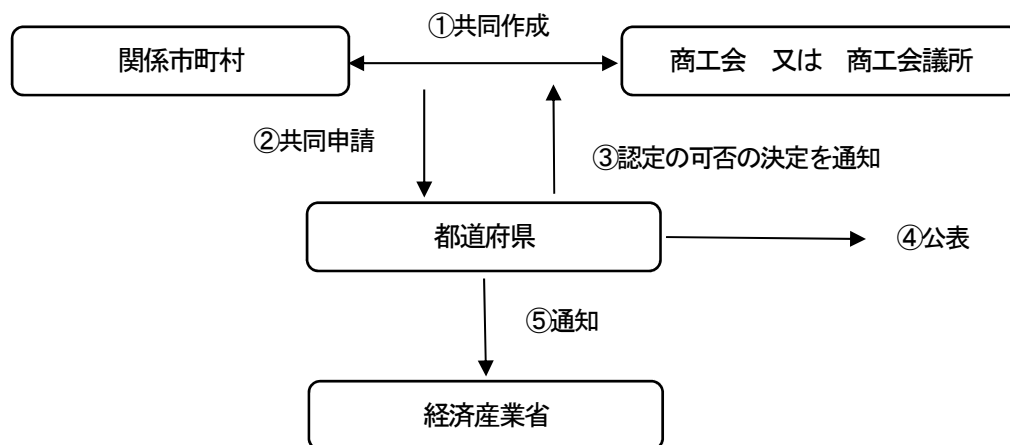 ①共同作成
関係市町村
商工会　又は　商工会議所
②共同申請
③認定の可否の決定を通知
都道府県
④公表
⑤通知
経済産業省